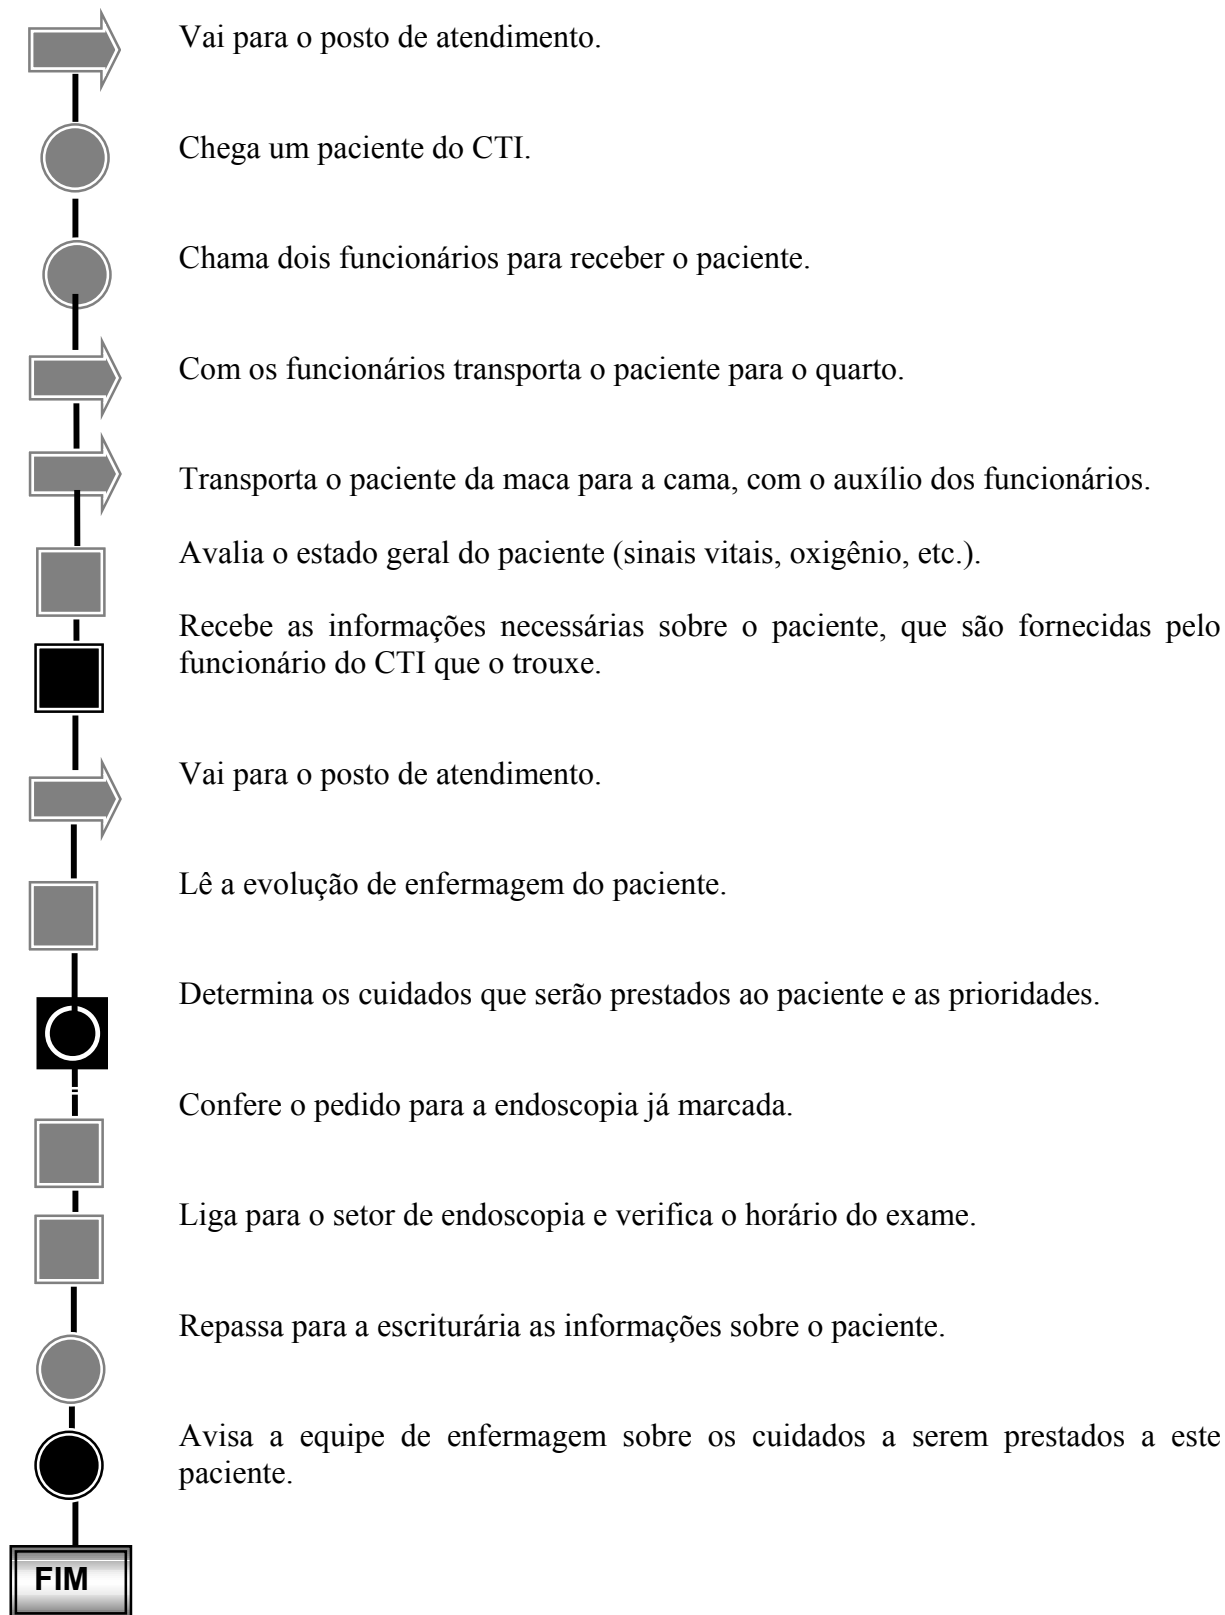 Vai para o posto de atendimento.
Chega um paciente do CTI.
Chama dois funcionários para receber o paciente.
Com os funcionários transporta o paciente para o quarto.
Transporta o paciente da maca para a cama, com o auxílio dos funcionários.
Avalia o estado geral do paciente (sinais vitais, oxigênio, etc.).
Recebe as informações necessárias sobre o paciente, que são fornecidas pelo
funcionário do CTI que o trouxe.
Vai para o posto de atendimento.
Lê a evolução de enfermagem do paciente.
Determina os cuidados que serão prestados ao paciente e as prioridades.
Confere o pedido para a endoscopia já marcada.
Liga para o setor de endoscopia e verifica o horário do exame.
Repassa para a escriturária as informações sobre o paciente.
Avisa a equipe de enfermagem sobre os cuidados a serem prestados a este
paciente.
FIM